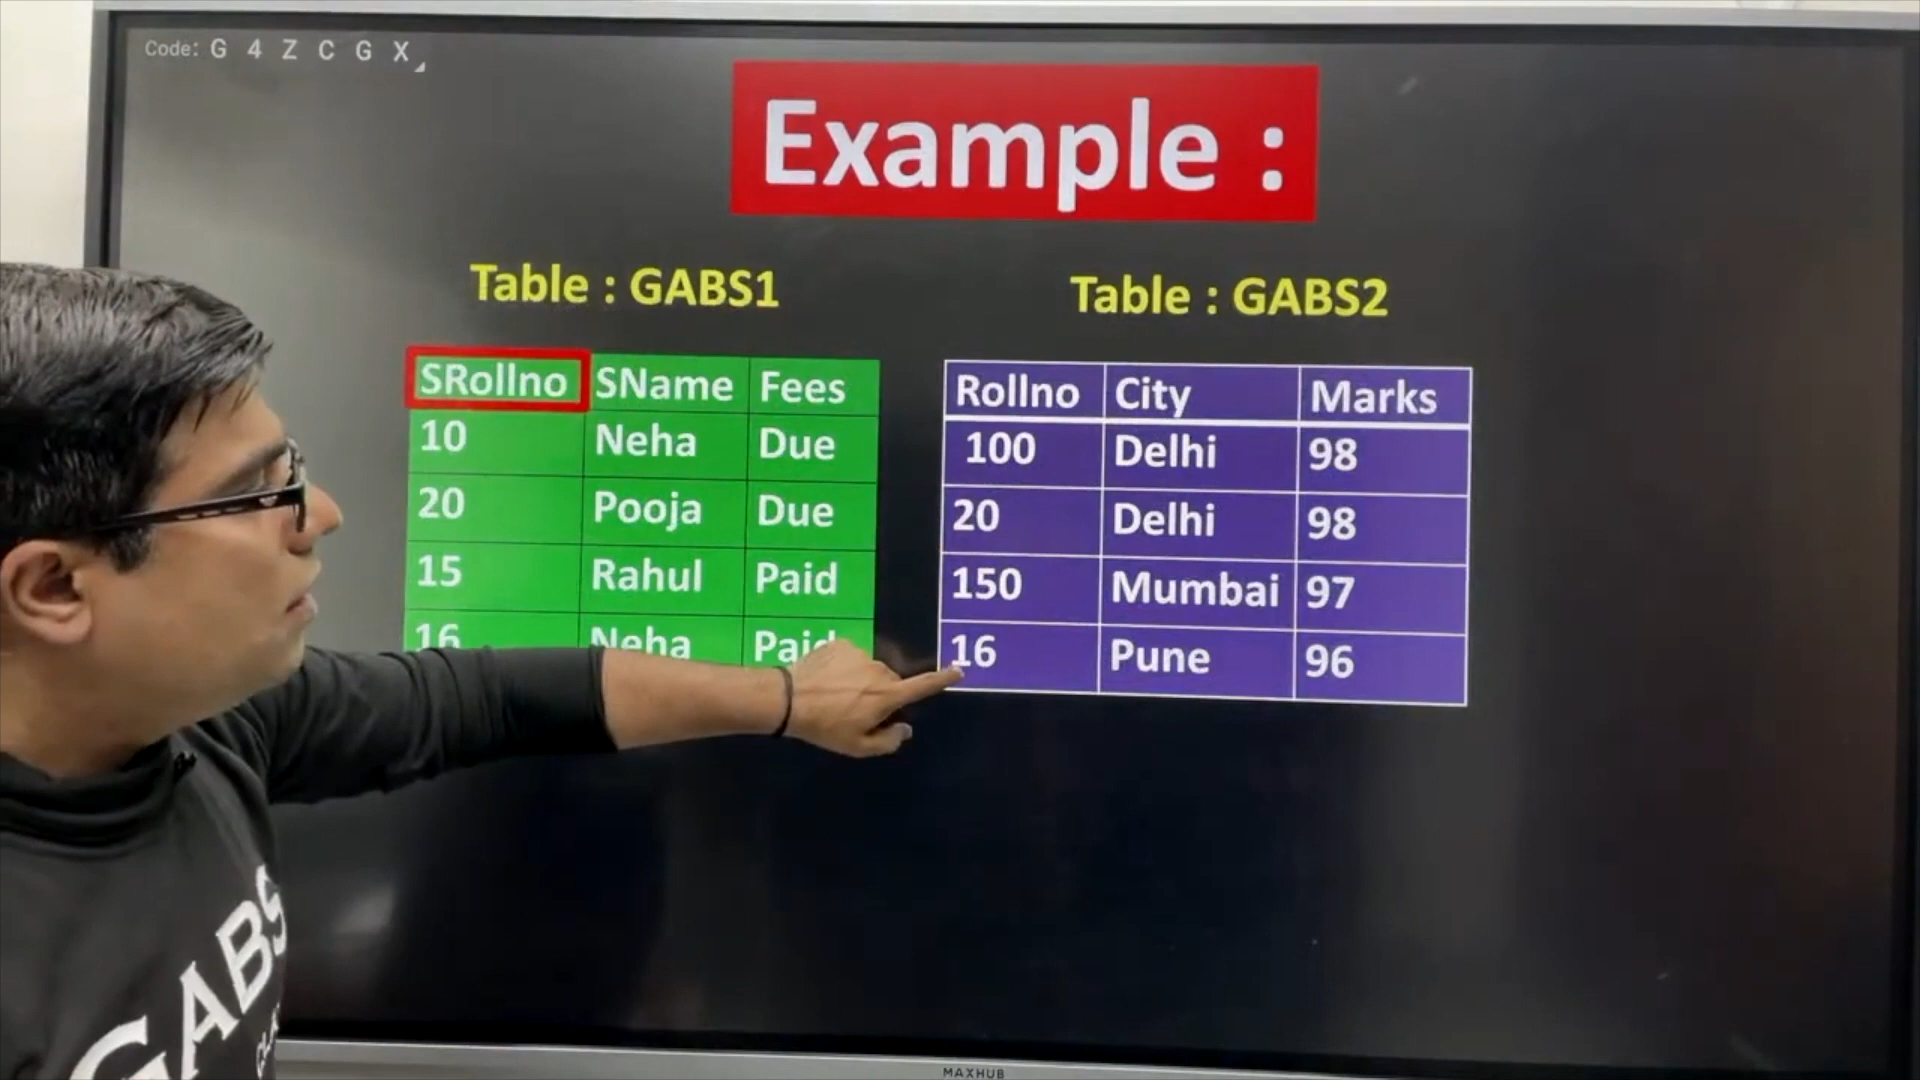 Code: G 4 Z C G X
Example :
Table : GABS1
SRollno SName Fees
10 Neha Due
20 Pooja Due
15 Rahul Paid
16 Neha Paid
Table : GABS2
Rollno City Marks
100 Delhi 98
20 Delhi 98
150 Mumbai 97
16 Pune 96
GABS
MAXHUB